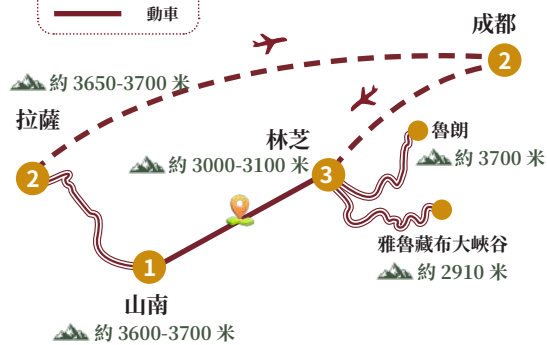 動車
成都
2
約 3650-3700 米
拉薩
2
林芝
3
約 3000-3100 米
魯朗
約 3700 米
雅魯藏布大峽谷
約 2910 米
1
山南
約 3600-3700 米